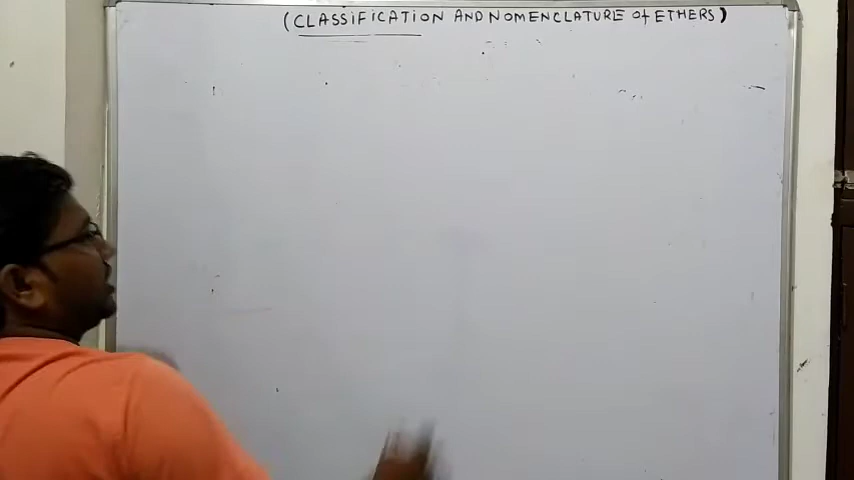 (CLASSIFICATION AND NOMENCLATURE of ETHERS)